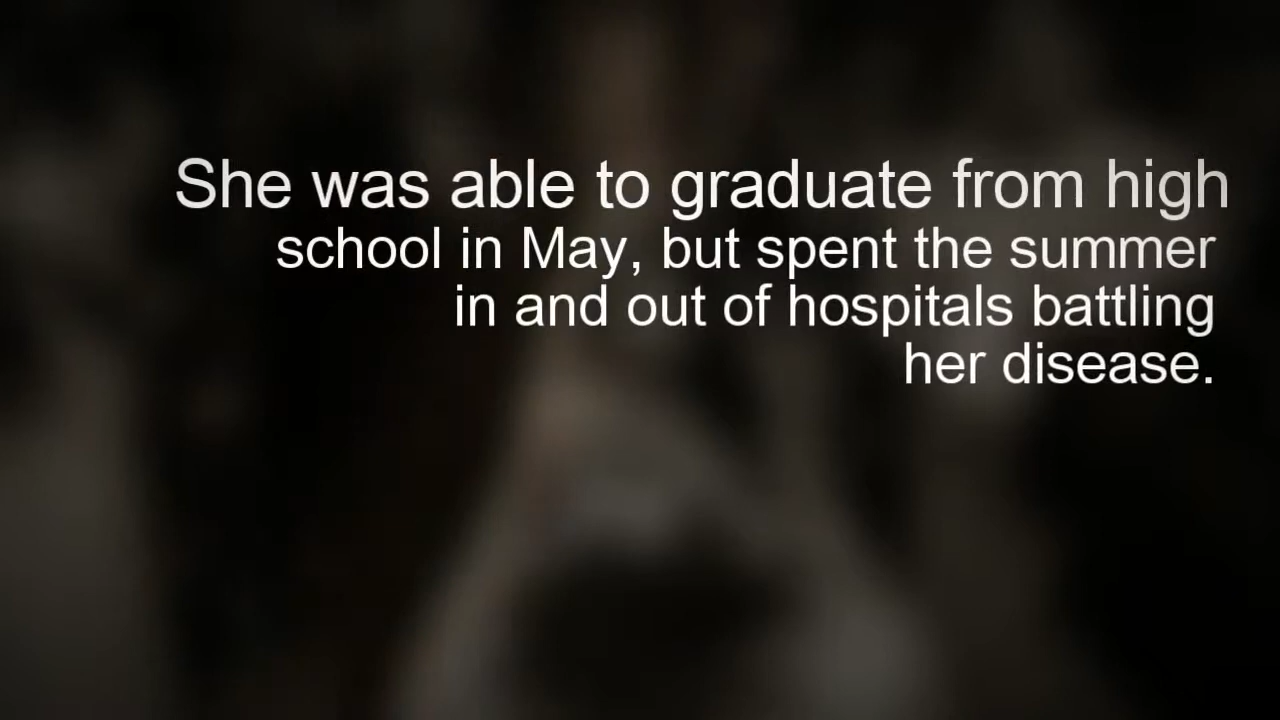 She was able to graduate from high
school in May, but spent the summer
in and out of hospitals battling
her disease.